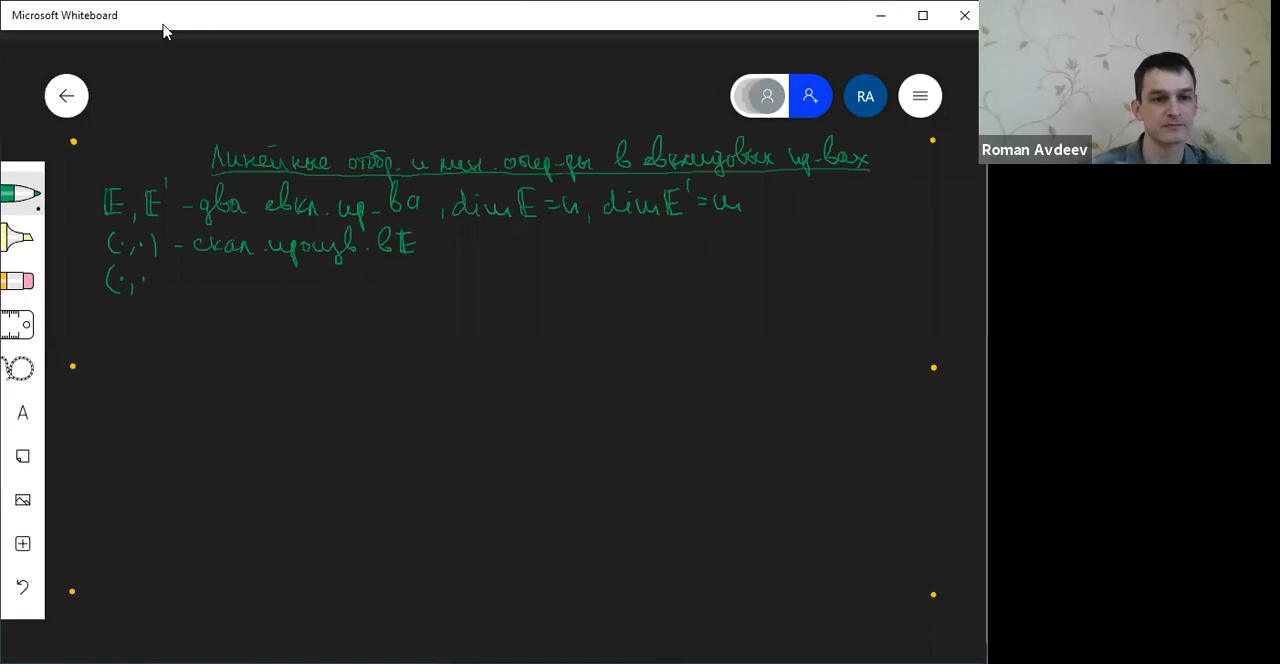 Microsoft Whiteboard
RA
Roman Avdeev
Линейные отобр. и лин. опер-ры в евклидовых пр-вах
𝔼, 𝔼' - два евкл. пр-ва, dim 𝔼 = n, dim 𝔼' = m
(·,·) - скал. произв. в 𝔼
(·,·
A